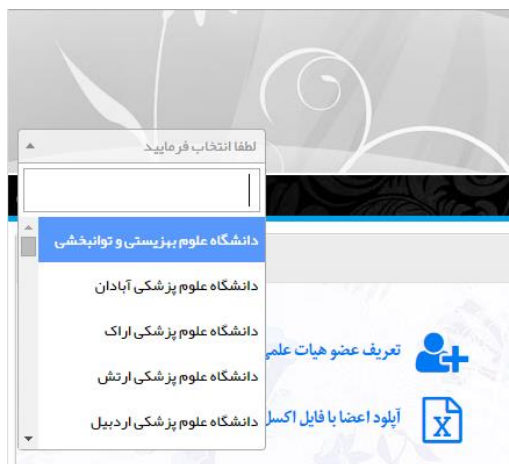 لطفا انتخاب فرمایید
دانشگاه علوم بهزیستی و توانبخشی
دانشگاه علوم پزشکی آبادان
دانشگاه علوم پزشکی اراک
تعریف عضو هیات علمی
دانشگاه علوم پزشکی ارتش
آپلود اعضا با فایل اکسل
دانشگاه علوم پزشکی اردبیل